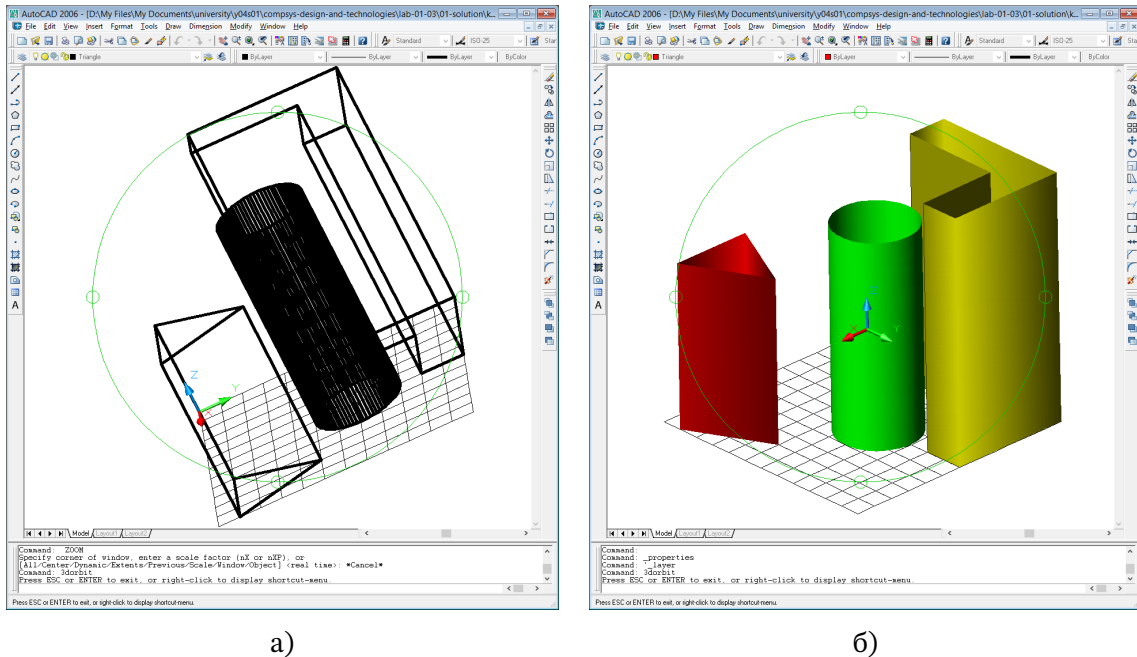 AutoCAD 2006 - [D:\My Files\My Documents\university\y04s01\compsys-design-and-technologies\lab-01-03\01-solution\k...
File Edit View Insert Format Tools Draw Dimension Modify Window Help
Standard ISO-25 Star
Triangle ByLayer ByLayer ByLayer ByColor
Z
Y
Model Layout1 Layout2
Command: ZOOM
Specify corner of window, enter a scale factor (nX or nXP), or
[All/Center/Dynamic/Extents/Previous/Scale/Window/Object] <real time>: *Cancel*
Command: 3dorbit
Press ESC or ENTER to exit, or right-click to display shortcut-menu.
Press ESC or ENTER to exit, or right-click to display shortcut-menu.
а)
AutoCAD 2006 - [D:\My Files\My Documents\university\y04s01\compsys-design-and-technologies\lab-01-03\01-solution\k...
File Edit View Insert Format Tools Draw Dimension Modify Window Help
Standard ISO-25 Star
Triangle ByLayer ByLayer ByLayer ByColor
Z
X Y
Model Layout1 Layout2
Command:
Command: _properties
Command: '_layer
Command: 3dorbit
Press ESC or ENTER to exit, or right-click to display shortcut-menu.
Press ESC or ENTER to exit, or right-click to display shortcut-menu.
б)